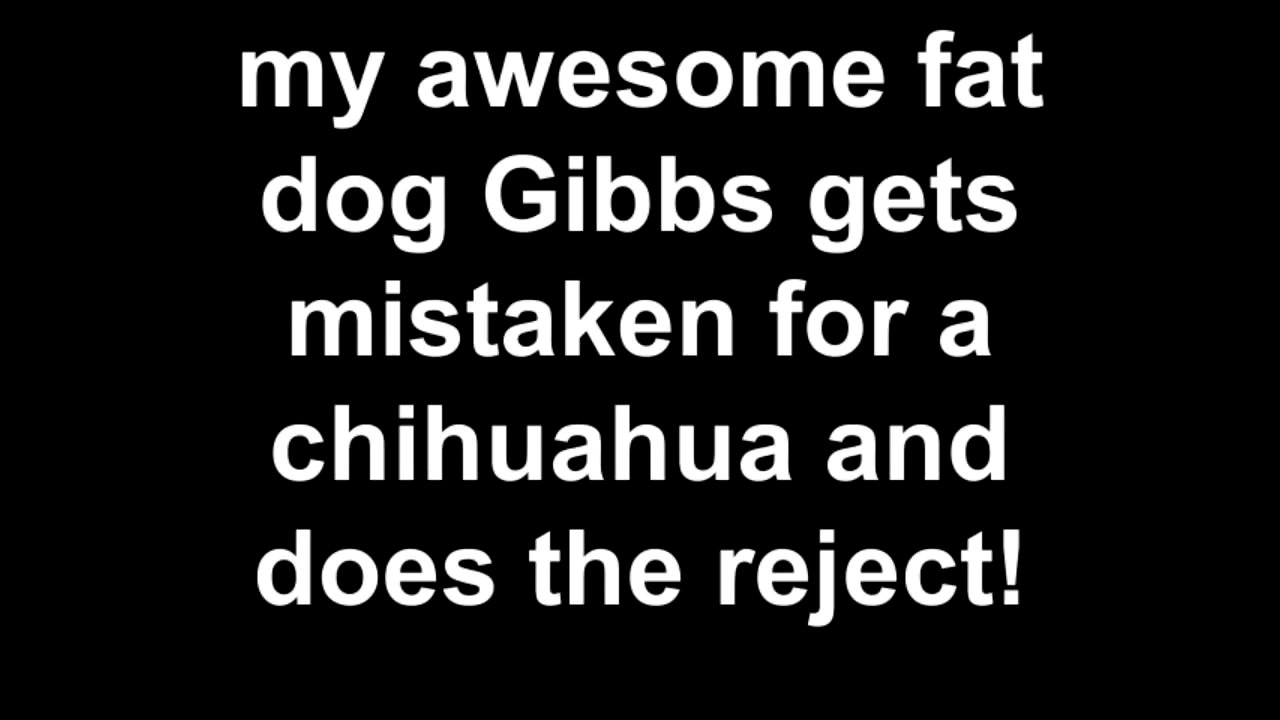 my awesome fat
dog Gibbs gets
mistaken for a
chihuahua and
does the reject!